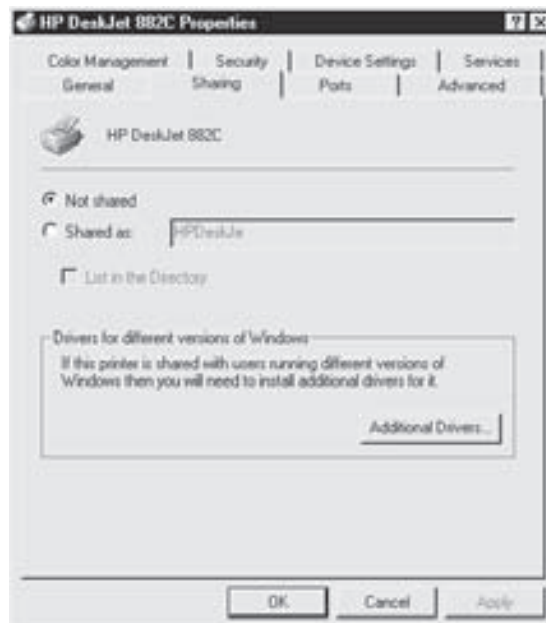 HP DeskJet 882C Properties
Color Management Security Device Settings Services
General Sharing Ports Advanced
HP DeskJet 882C
Not shared
Shared as: HPDeskJe
List in the Directory
Drivers for different versions of Windows
If this printer is shared with users running different versions of
Windows then you will need to install additional drivers for it.
Additional Drivers...
OK Cancel Apply